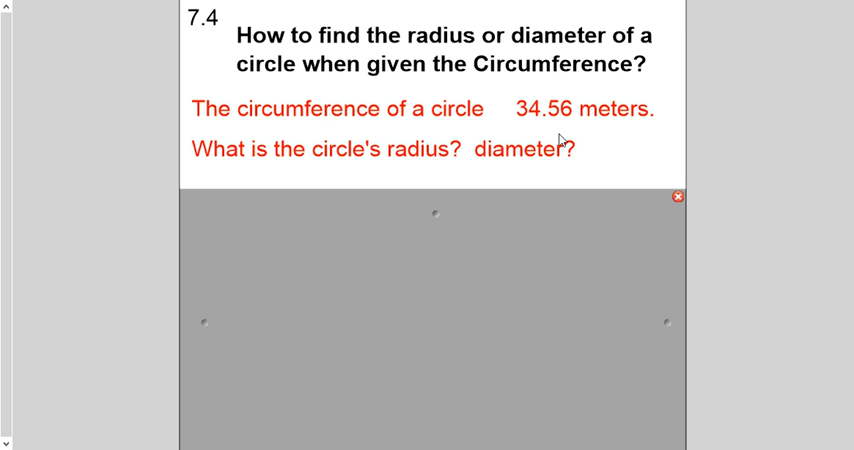 7.4
How to find the radius or diameter of a
circle when given the Circumference?
The circumference of a circle 34.56 meters.
What is the circle's radius? diameter?